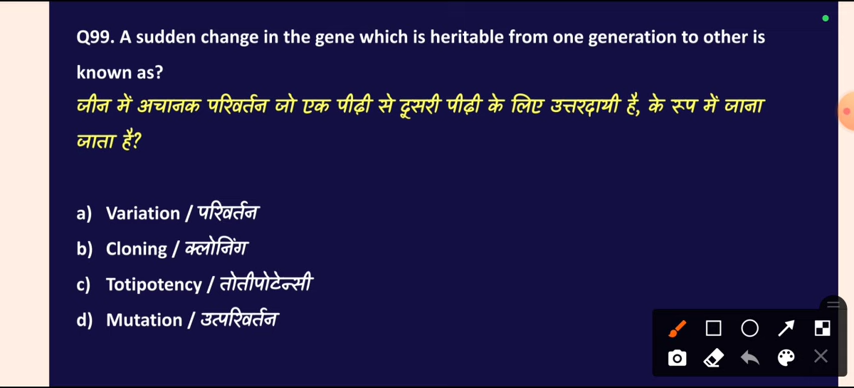 Q99. A sudden change in the gene which is heritable from one generation to other is
known as?
जीन में अचानक परिवर्तन जो एक पीढ़ी से दूसरी पीढ़ी के लिए उत्तरदायी है, के रूप में जाना
जाता है?
a) Variation / परिवर्तन
b) Cloning / क्लोनिंग
c) Totipotency / तोतीपोटेन्सी
d) Mutation / उत्परिवर्तन